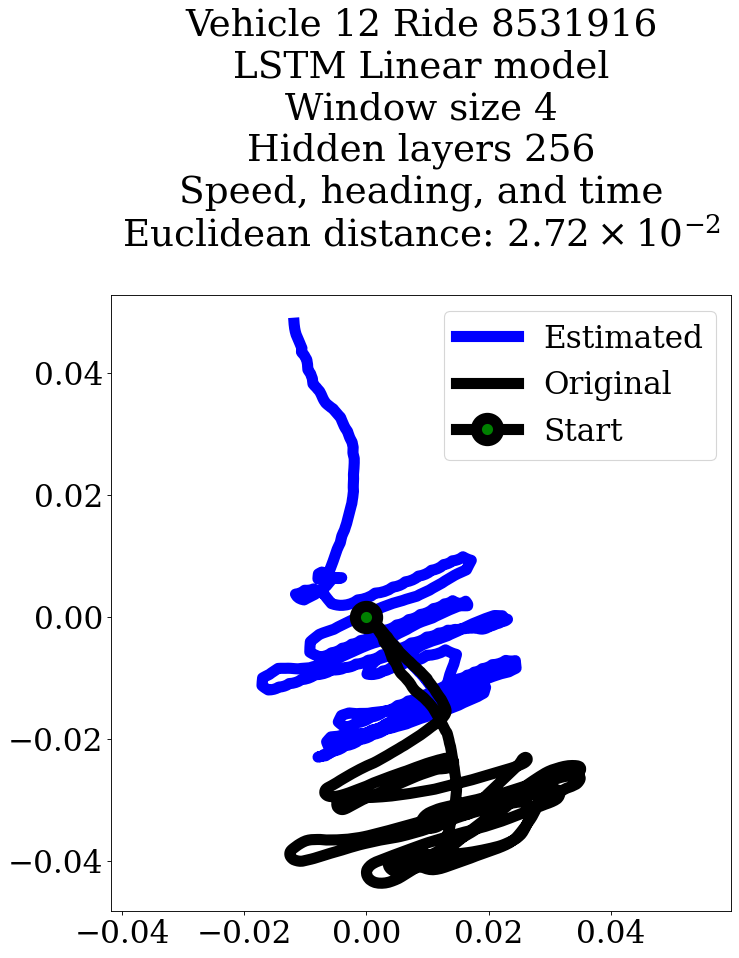 Vehicle 12 Ride 8531916
LSTM Linear model
Window size 4
Hidden layers 256
Speed, heading, and time
Euclidean distance: 2.72 × 10⁻²
Estimated
Original
Start
0.04
0.02
0.00
−0.02
−0.04
−0.04 −0.02 0.00 0.02 0.04